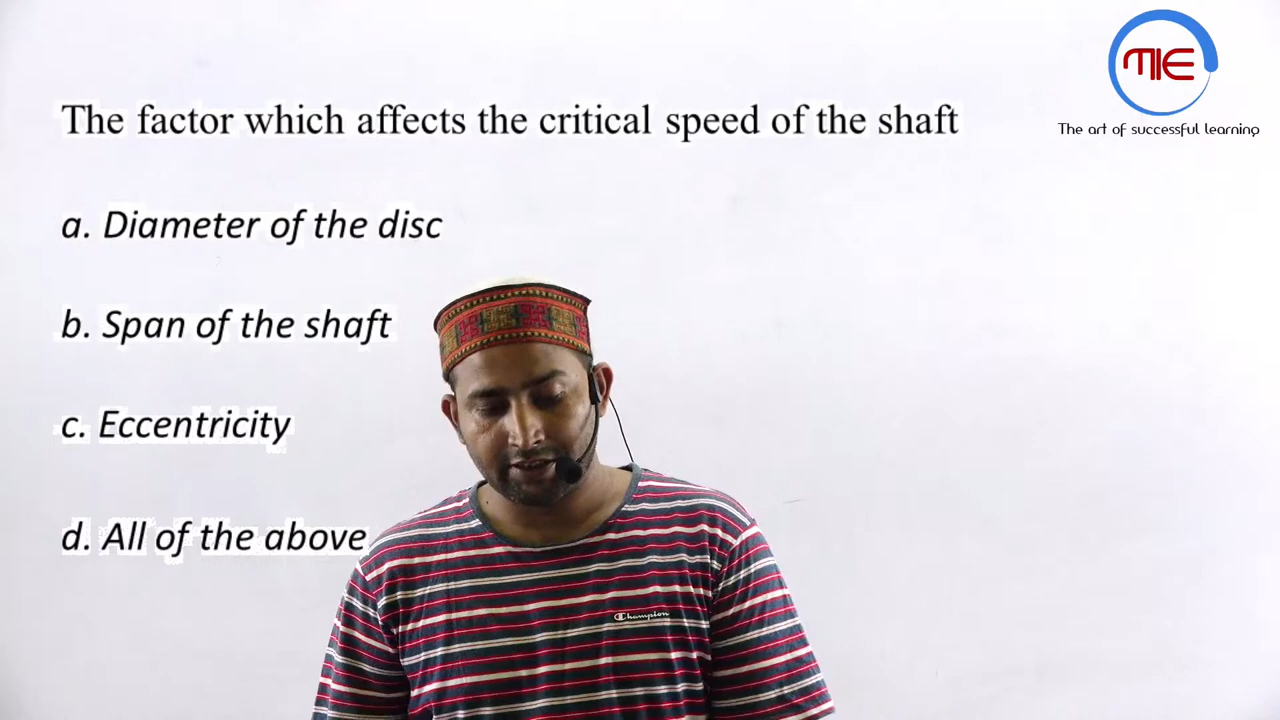 MIE
The art of successful learning
The factor which affects the critical speed of the shaft
a. Diameter of the disc
b. Span of the shaft
c. Eccentricity
d. All of the above
Champion